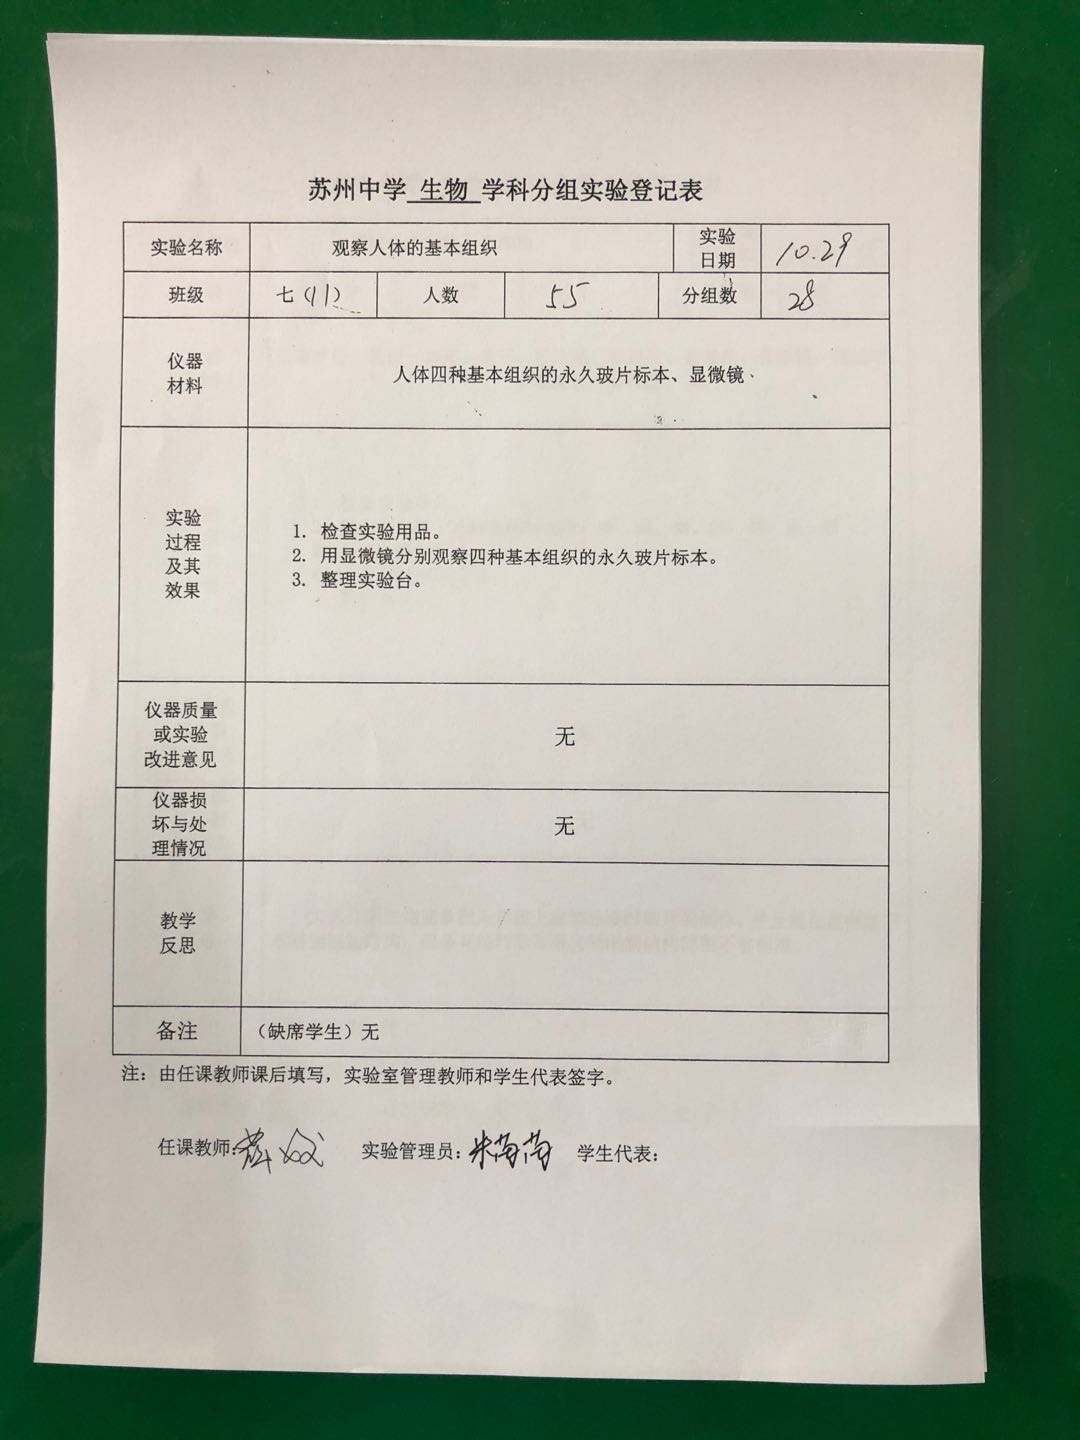 苏州中学 生物 学科分组实验登记表
实验名称 观察人体的基本组织 实验日期 10.29
班级 七(11) 人数 55 分组数 28
仪器材料 人体四种基本组织的永久玻片标本、显微镜、
实验过程及其效果
1. 检查实验用品。
2. 用显微镜分别观察四种基本组织的永久玻片标本。
3. 整理实验台。
仪器质量或实验改进意见 无
仪器损坏与处理情况 无
教学反思
备注 （缺席学生）无
注：由任课教师课后填写，实验室管理教师和学生代表签字。
任课教师： 实验管理员：朱苗苗 学生代表：